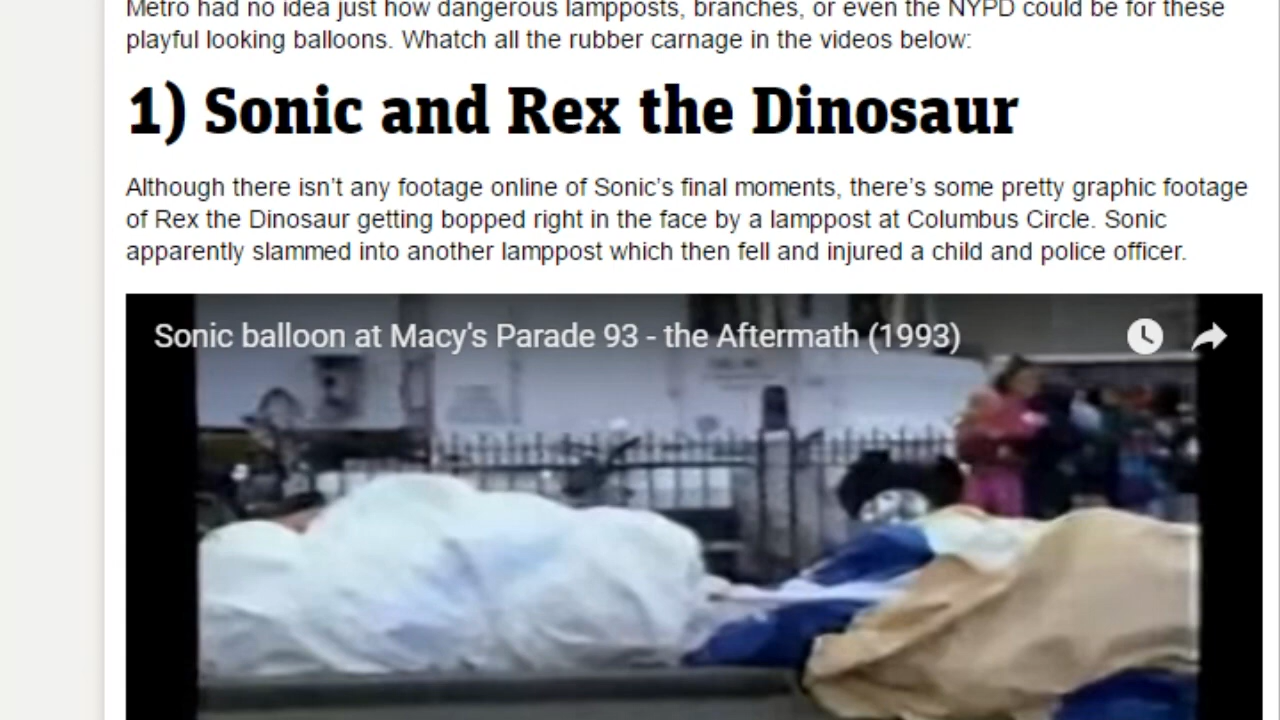 Metro had no idea just how dangerous lampposts, branches, or even the NYPD could be for these
playful looking balloons. Whatch all the rubber carnage in the videos below:
1) Sonic and Rex the Dinosaur
Although there isn’t any footage online of Sonic’s final moments, there’s some pretty graphic footage
of Rex the Dinosaur getting bopped right in the face by a lamppost at Columbus Circle. Sonic
apparently slammed into another lamppost which then fell and injured a child and police officer.
Sonic balloon at Macy's Parade 93 - the Aftermath (1993)